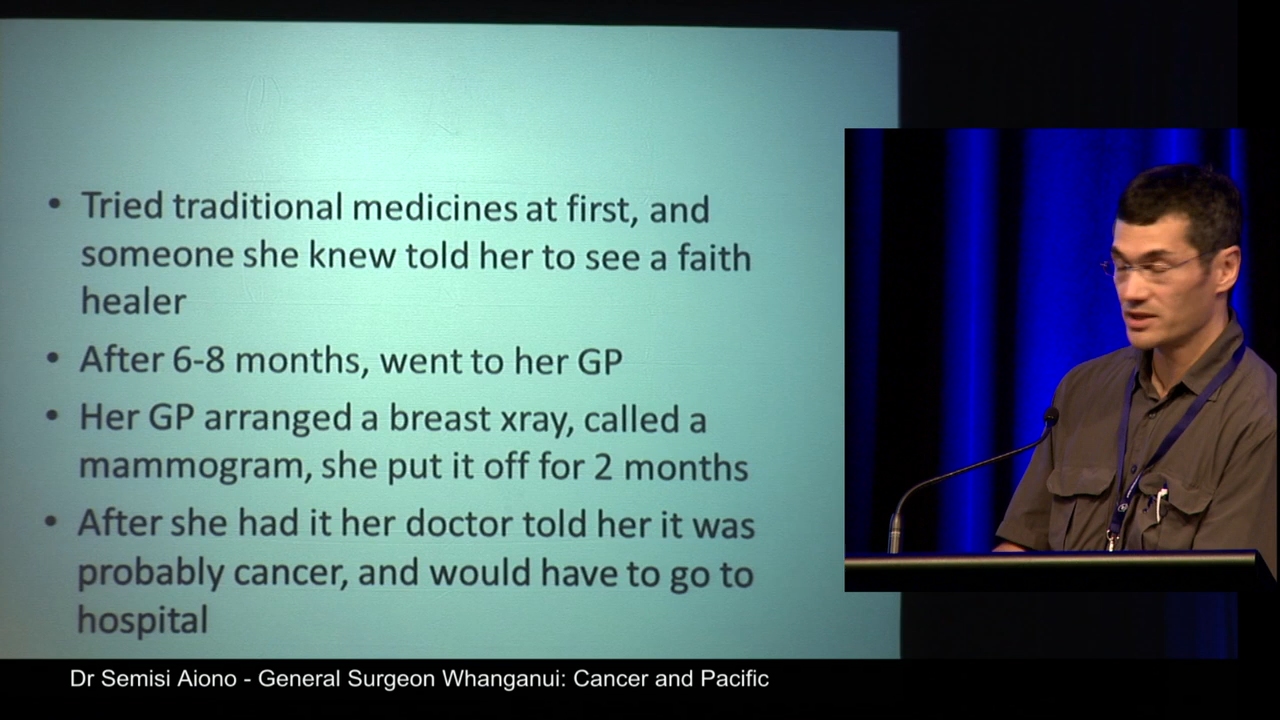 • Tried traditional medicines at first, and
someone she knew told her to see a faith
healer
• After 6-8 months, went to her GP
• Her GP arranged a breast xray, called a
mammogram, she put it off for 2 months
• After she had it her doctor told her it was
probably cancer, and would have to go to
hospital
Dr Semisi Aiono - General Surgeon Whanganui: Cancer and Pacific